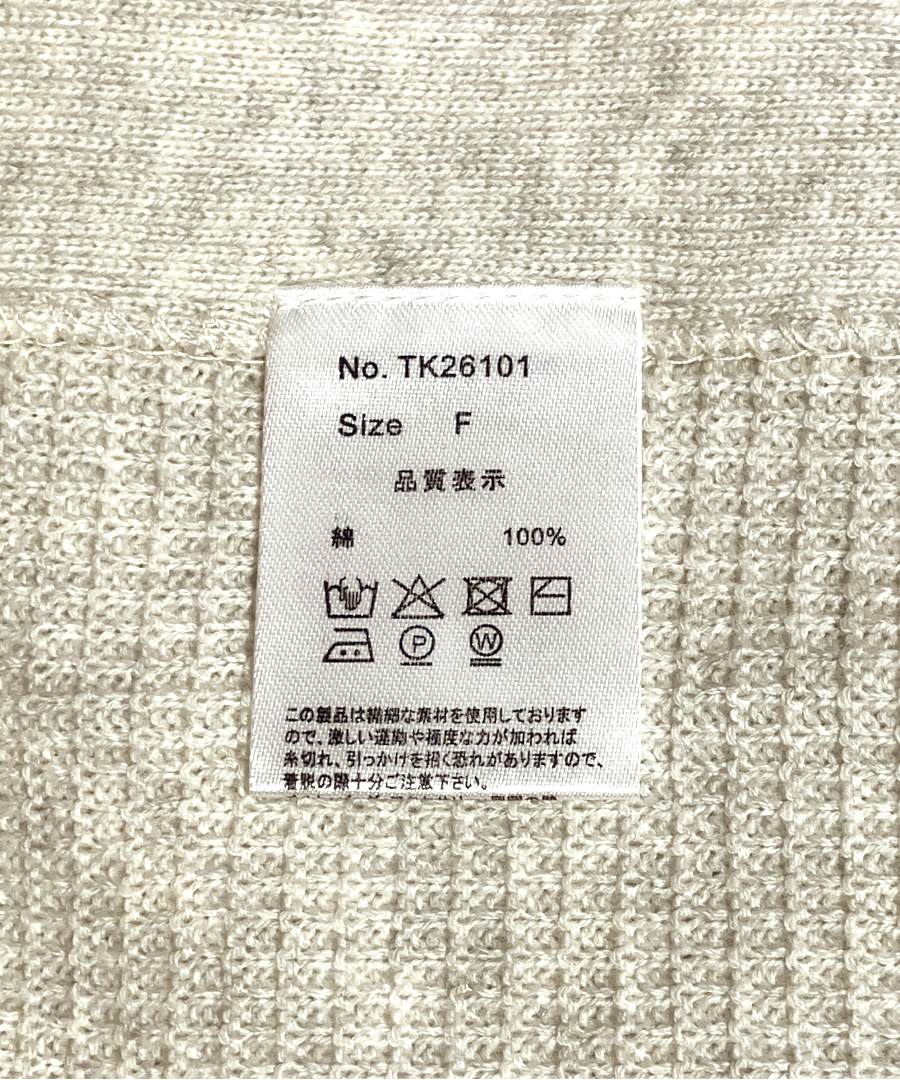 No. TK26101
Size F
品質表示
綿 100%
P W
この製品は繊細な素材を使用しております
ので、激しい運動や極度な力が加われば
糸切れ、引っかけを招く恐れがありますので、
着脱の際十分ご注意下さい。